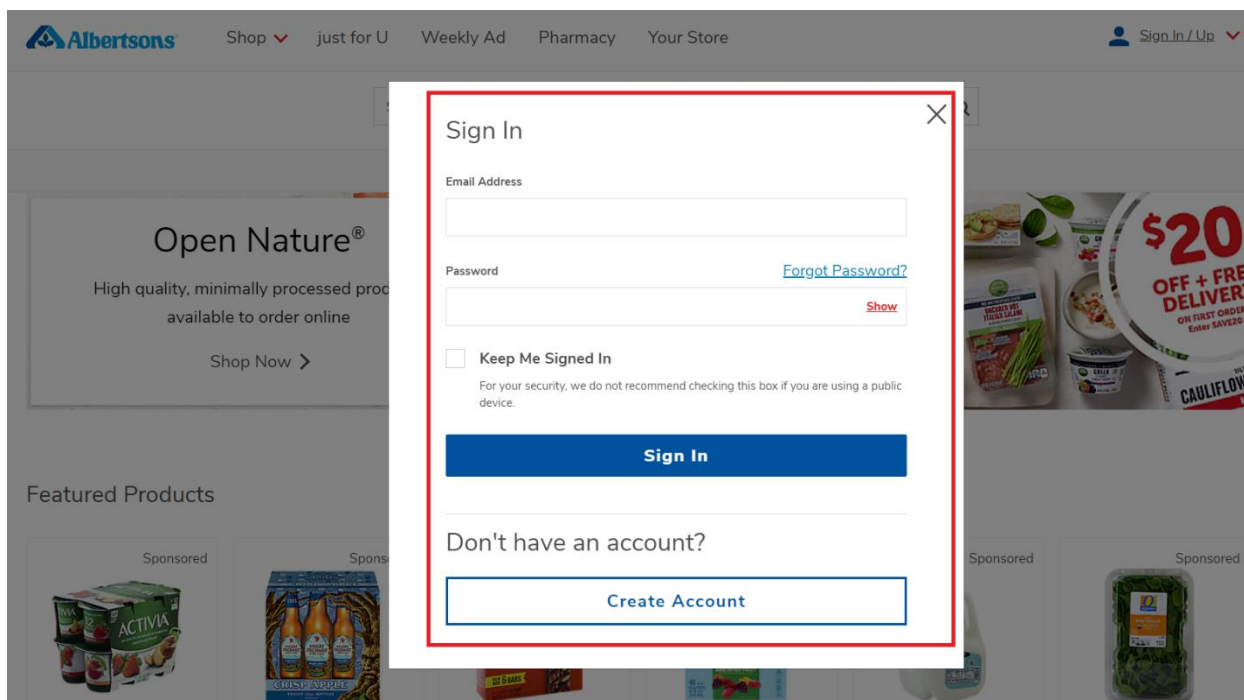 Albertsons
Shop
just for U
Weekly Ad
Pharmacy
Your Store
Sign In / Up
Sign In
Email Address
Password
Forgot Password?
Show
Keep Me Signed In
For your security, we do not recommend checking this box if you are using a public
device.
Sign In
Don't have an account?
Create Account
Open Nature®
High quality, minimally processed
available to order online
Shop Now
$20
OFF + FRE
DELIVER
ON FIRST ORDER
Enter SAVE20
CAULIFLOW
Featured Products
Sponsored
Spons
Sponsored
Sponsored
ACTIVIA
CRISP APPLE
6 BARS